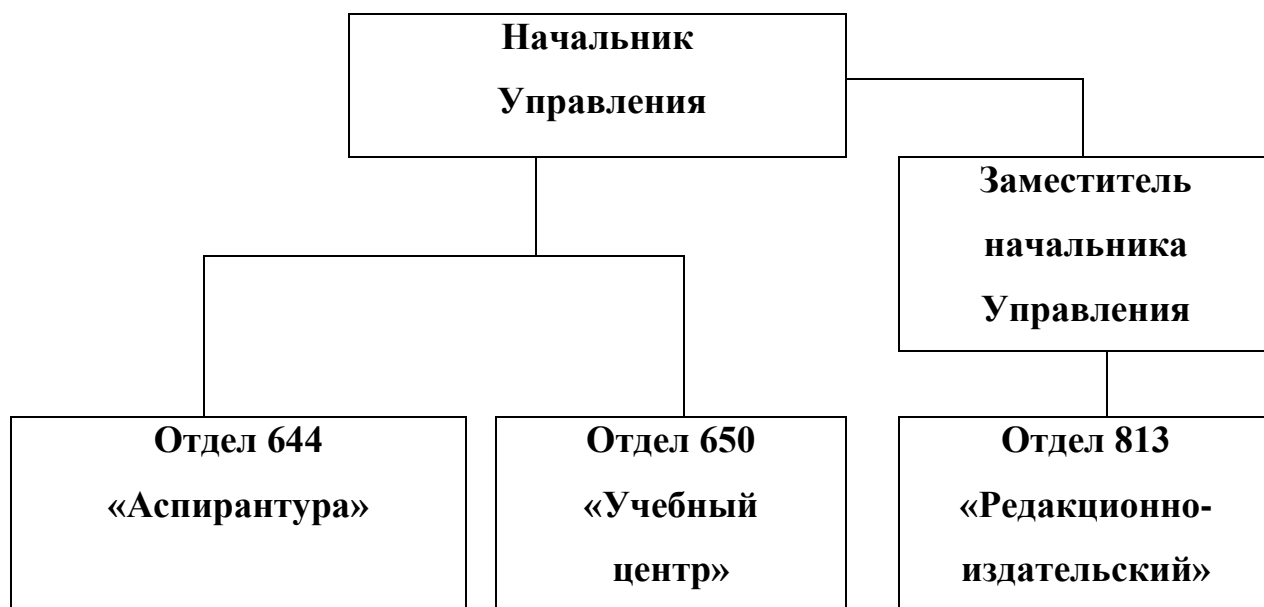 Начальник
Управления
Заместитель
начальника
Управления
Отдел 644
«Аспирантура»
Отдел 650
«Учебный
центр»
Отдел 813
«Редакционно-
издательский»